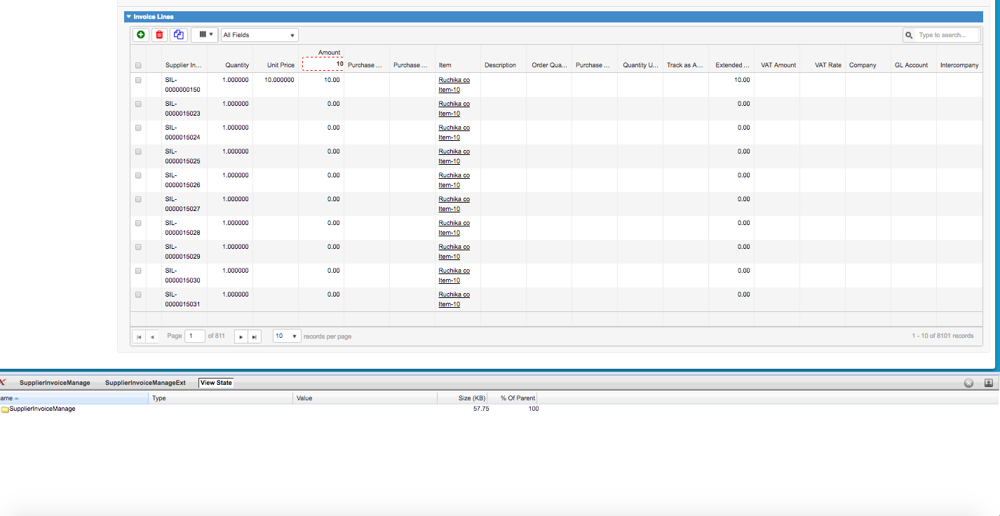 Invoice Lines
All Fields Type to search...
Amount
10
Supplier In... Quantity Unit Price Purchase ... Purchase ... Item Description Order Qua... Purchase ... Quantity U... Track as A... Extended ... VAT Amount VAT Rate Company GL Account Intercompany
SIL- 1.000000 10.000000 10.00 Ruchika co 10.00
0000000150 Item-10
SIL- 1.000000 0.00 Ruchika co 0.00
0000015023 Item-10
SIL- 1.000000 0.00 Ruchika co 0.00
0000015024 Item-10
SIL- 1.000000 0.00 Ruchika co 0.00
0000015025 Item-10
SIL- 1.000000 0.00 Ruchika co 0.00
0000015026 Item-10
SIL- 1.000000 0.00 Ruchika co 0.00
0000015027 Item-10
SIL- 1.000000 0.00 Ruchika co 0.00
0000015028 Item-10
SIL- 1.000000 0.00 Ruchika co 0.00
0000015029 Item-10
SIL- 1.000000 0.00 Ruchika co 0.00
0000015030 Item-10
SIL- 1.000000 0.00 Ruchika co 0.00
0000015031 Item-10
Page 1 of 811 10 records per page 1 - 10 of 8101 records
SupplierInvoiceManage SupplierInvoiceManageExt View State
ame Type Value Size (KB) % Of Parent
SupplierInvoiceManage 57.75 100